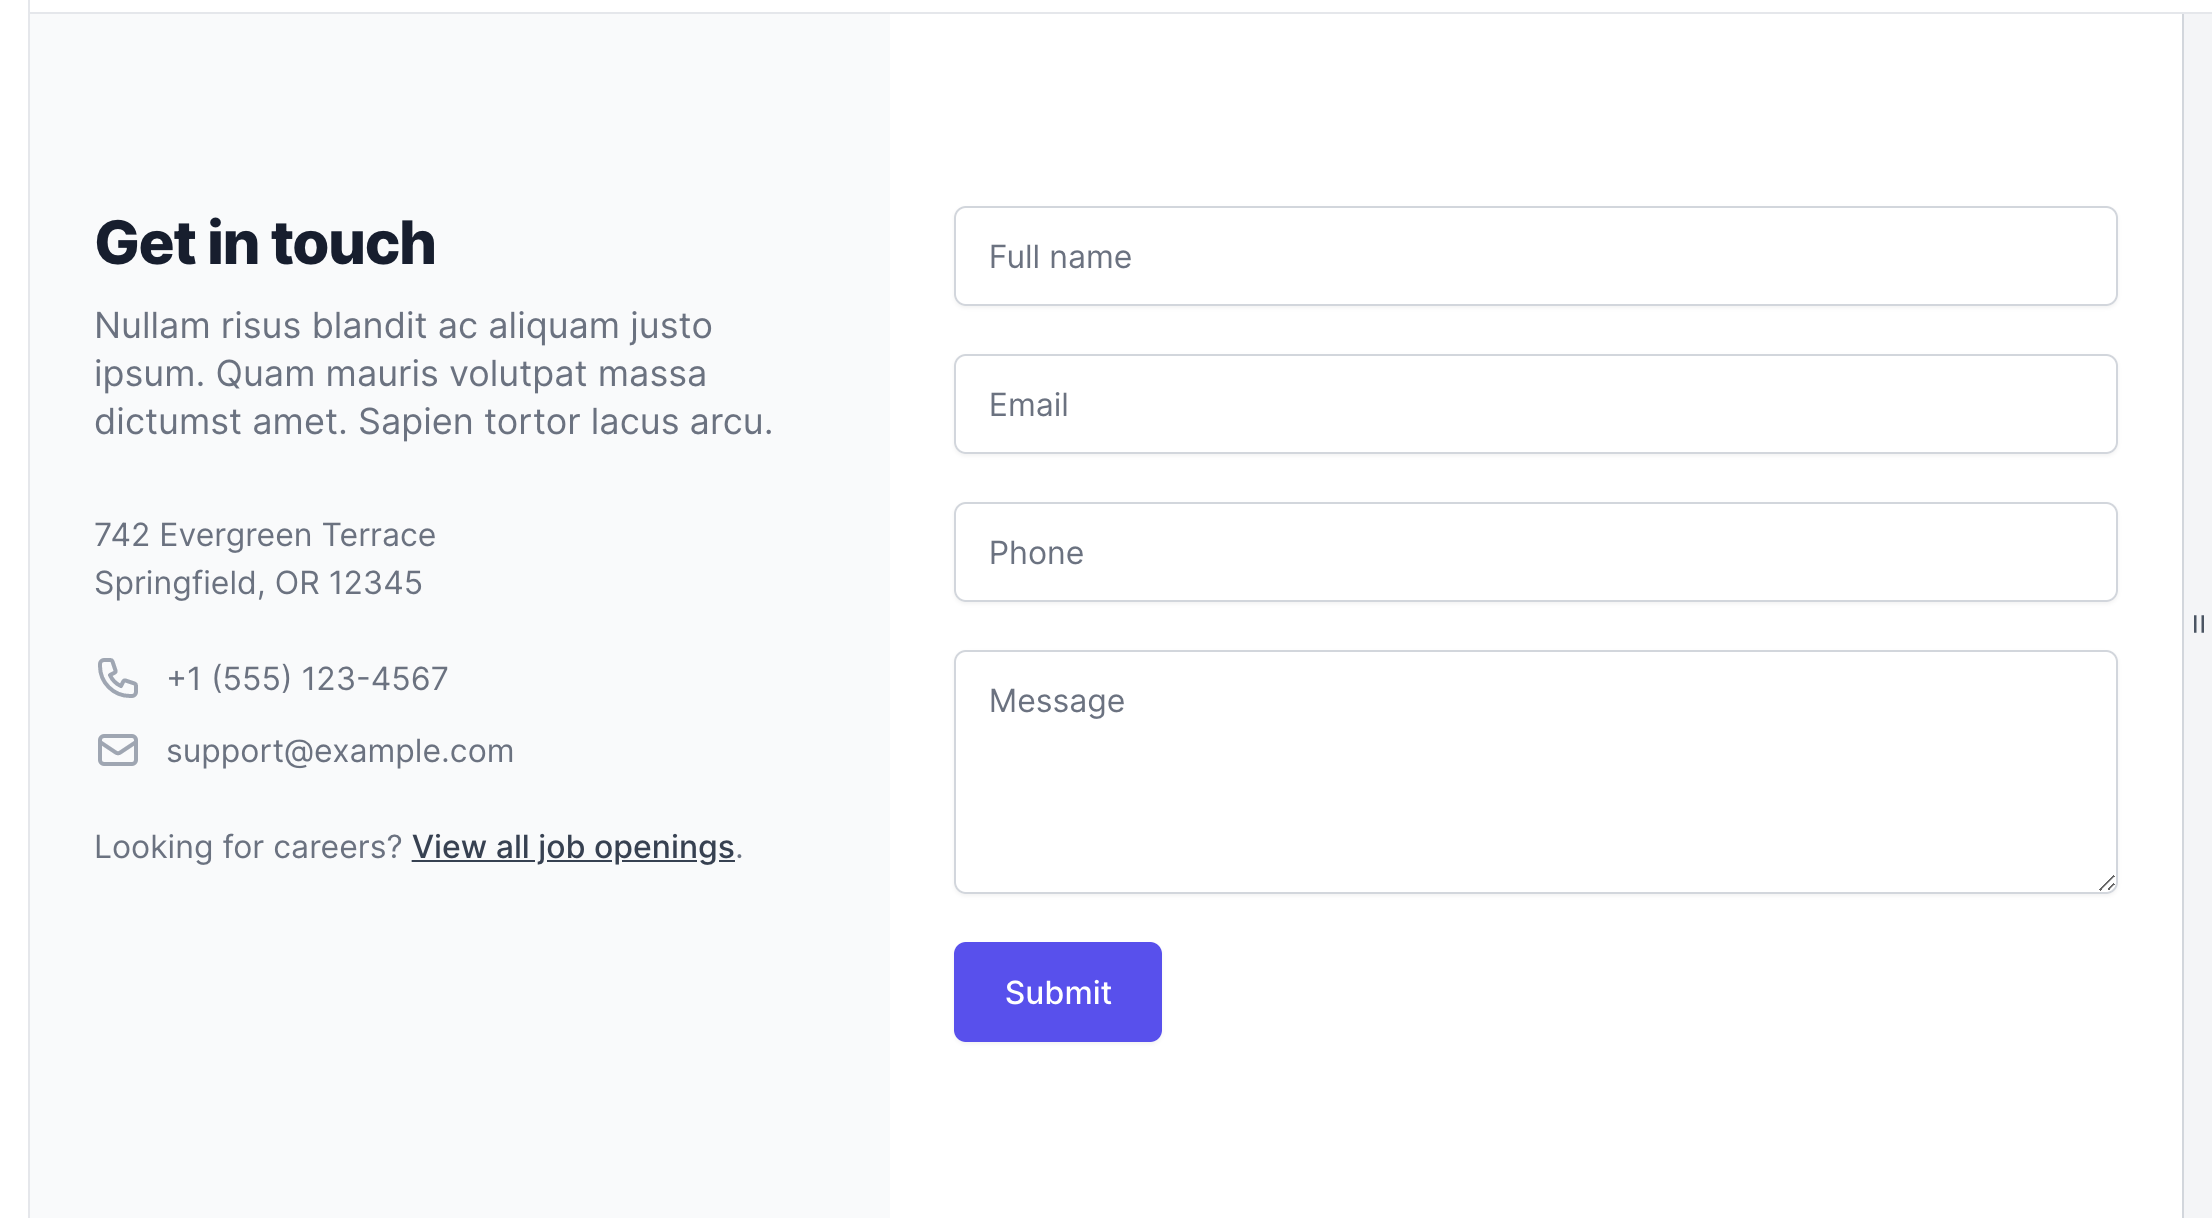 Get in touch
Nullam risus blandit ac aliquam justo
ipsum. Quam mauris volutpat massa
dictumst amet. Sapien tortor lacus arcu.
742 Evergreen Terrace
Springfield, OR 12345
+1 (555) 123-4567
support@example.com
Looking for careers? View all job openings.
Full name
Email
Phone
Message
Submit